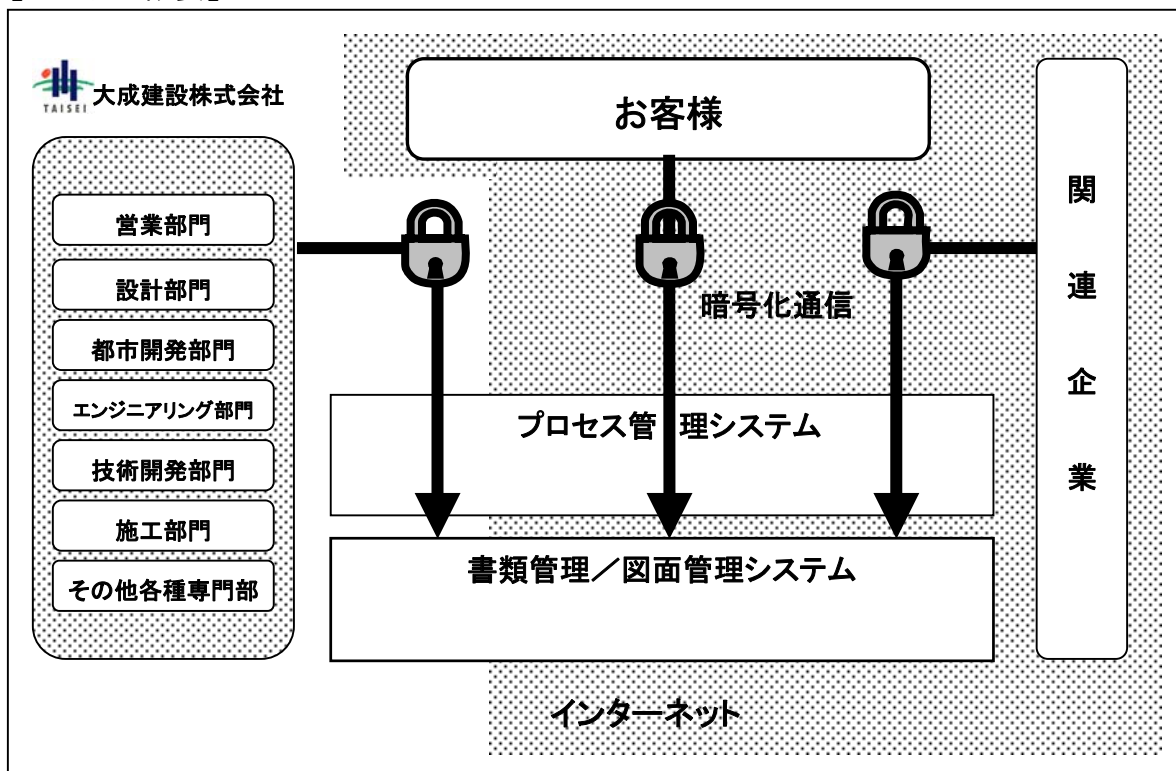 TAISEI
大成建設株式会社
お客様
営業部門
設計部門
都市開発部門
エンジニアリング部門
技術開発部門
施工部門
その他各種専門部
暗号化通信
関連企業
プロセス管理システム
書類管理／図面管理システム
インターネット